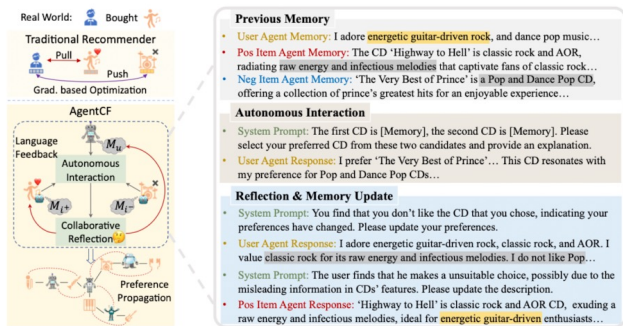 Real World:
Bought
Traditional Recommender
Pull
Push
Grad. based Optimization
AgentCF
Language
Feedback
Mu
Autonomous
Interaction
Mi+
Mi−
Collaborative
Reflection
Preference
Propagation
Previous Memory
User Agent Memory: I adore energetic guitar-driven rock, and dance pop music…
Pos Item Agent Memory: The CD 'Highway to Hell' is classic rock and AOR,
radiating raw energy and infectious melodies that captivate fans of classic rock…
Neg Item Agent Memory: 'The Very Best of Prince' is a Pop and Dance Pop CD,
offering a collection of prince's greatest hits for an enjoyable experience…
Autonomous Interaction
System Prompt: The first CD is [Memory], the second CD is [Memory]. Please
select your preferred CD from these two candidates and provide an explanation.
User Agent Response: I prefer 'The Very Best of Prince'… This CD resonates with
my preference for Pop and Dance Pop CDs…
Reflection & Memory Update
System Prompt: You find that you don't like the CD that you chose, indicating your
preferences have changed. Please update your preferences.
User Agent Response: I adore energetic guitar-driven rock, classic rock, and AOR. I
value classic rock for its raw energy and infectious melodies. I do not like Pop…
System Prompt: The user finds that he makes a unsuitable choice, possibly due to the
misleading information in CDs' features. Please update the description.
Pos Item Agent Response: 'Highway to Hell' is classic rock and AOR CD, exuding a
raw energy and infectious melodies, ideal for energetic guitar-driven enthusiasts…